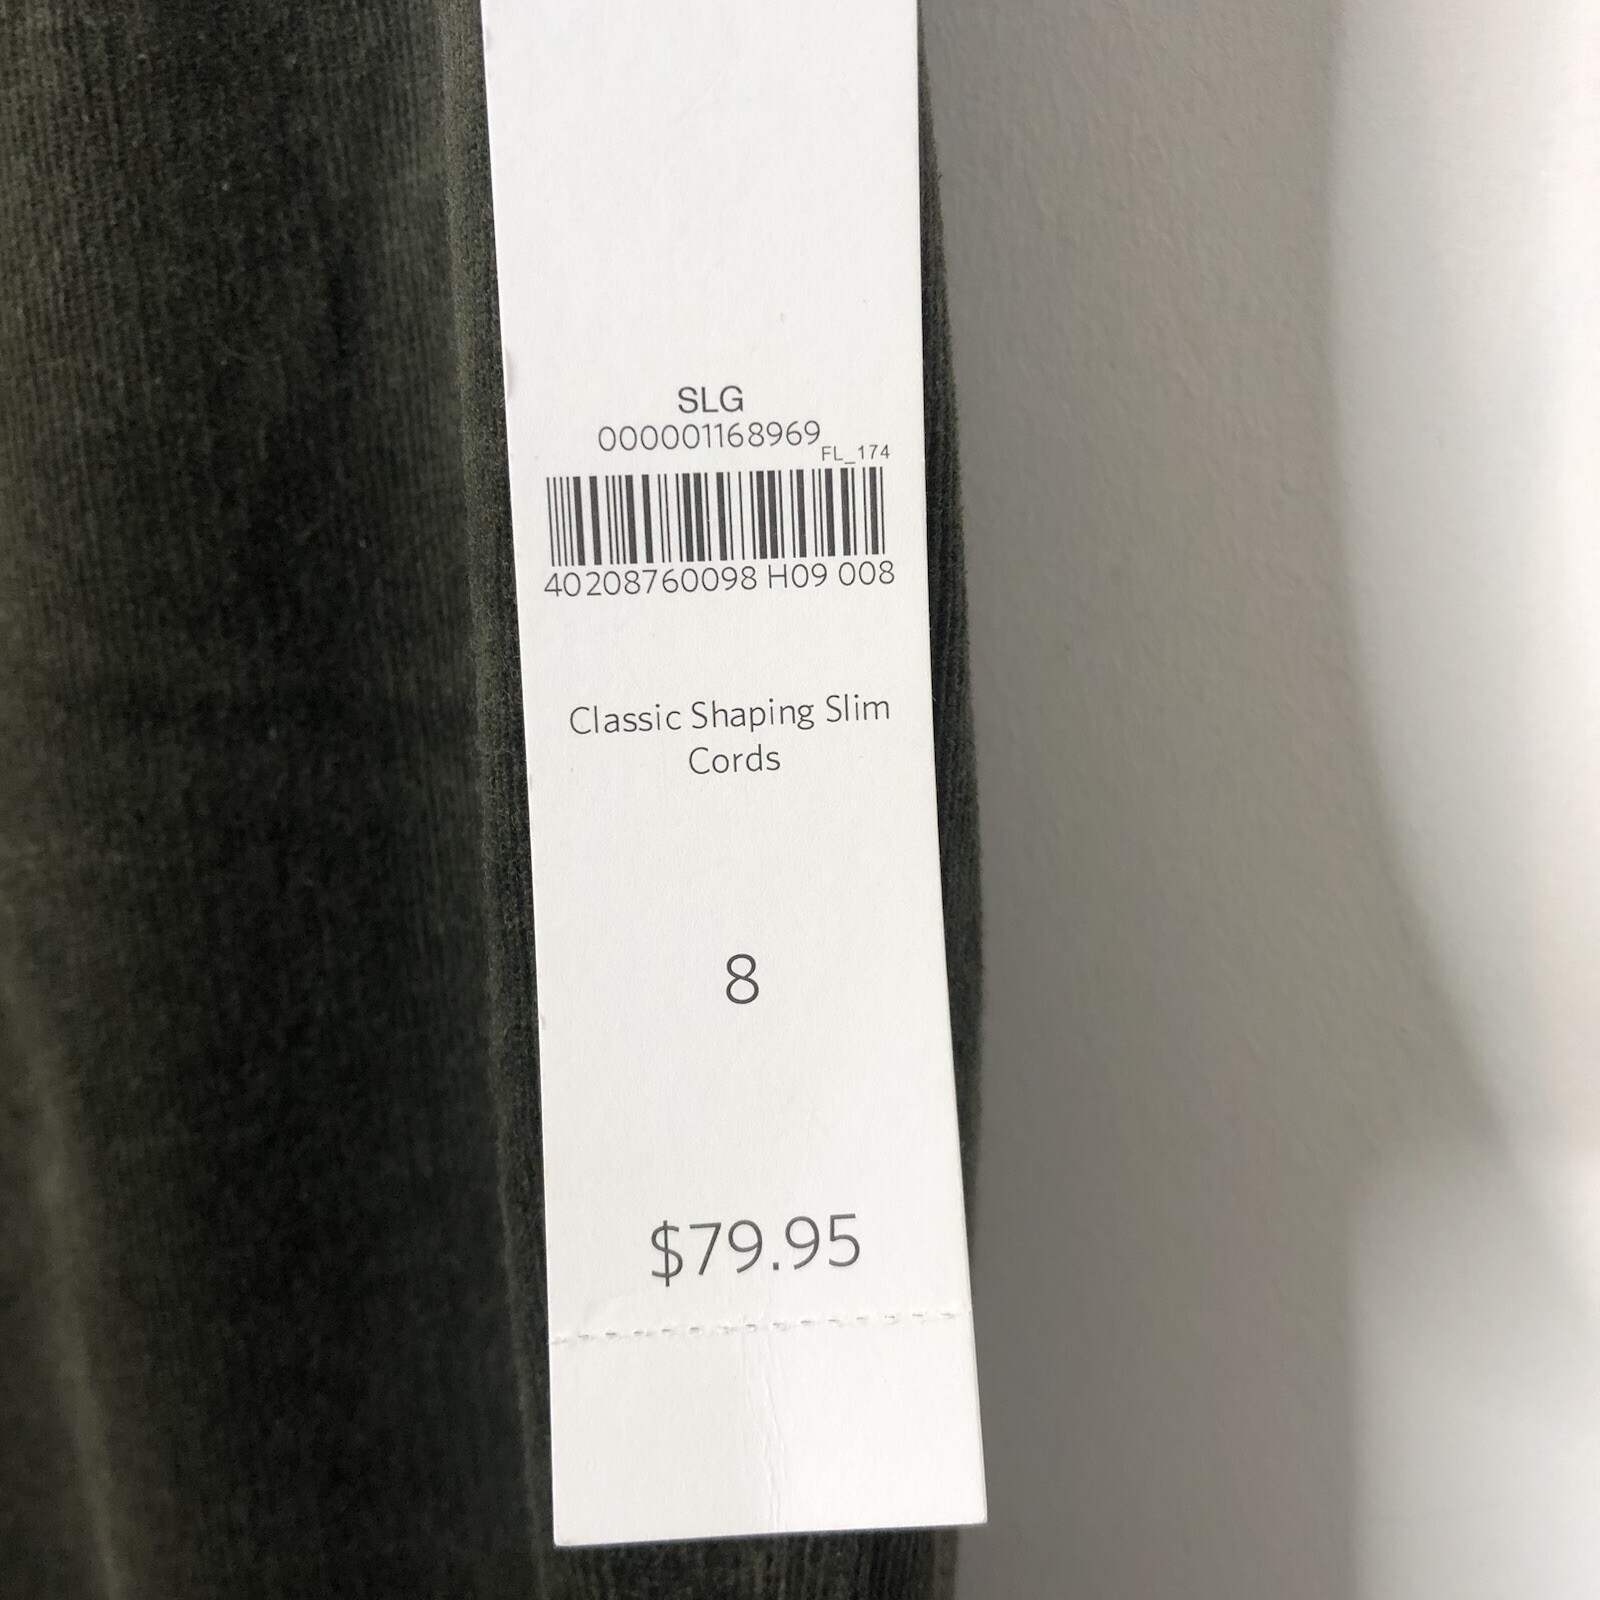 SLG
000001168969
FL_174
40208760098 H09 008
Classic Shaping Slim
Cords
8
$79.95